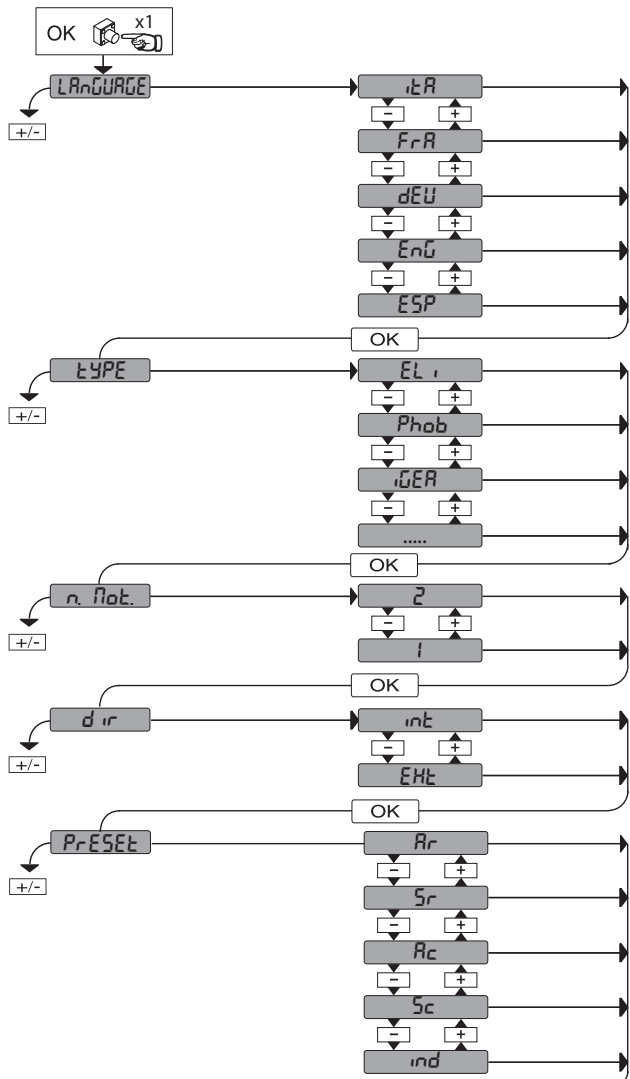 OK x1
LAnGUAGE itA
+/-
- +
FrA
- +
dEU
- +
EnG
- +
ESP
OK
tYPE ELi
+/-
- +
Phob
- +
iGEA
- +
.....
OK
n. Mot. 2
+/-
- +
1
OK
dir int
+/-
- +
EHt
OK
PrESEt Ar
+/-
- +
Sr
- +
Ac
- +
Sc
- +
ind